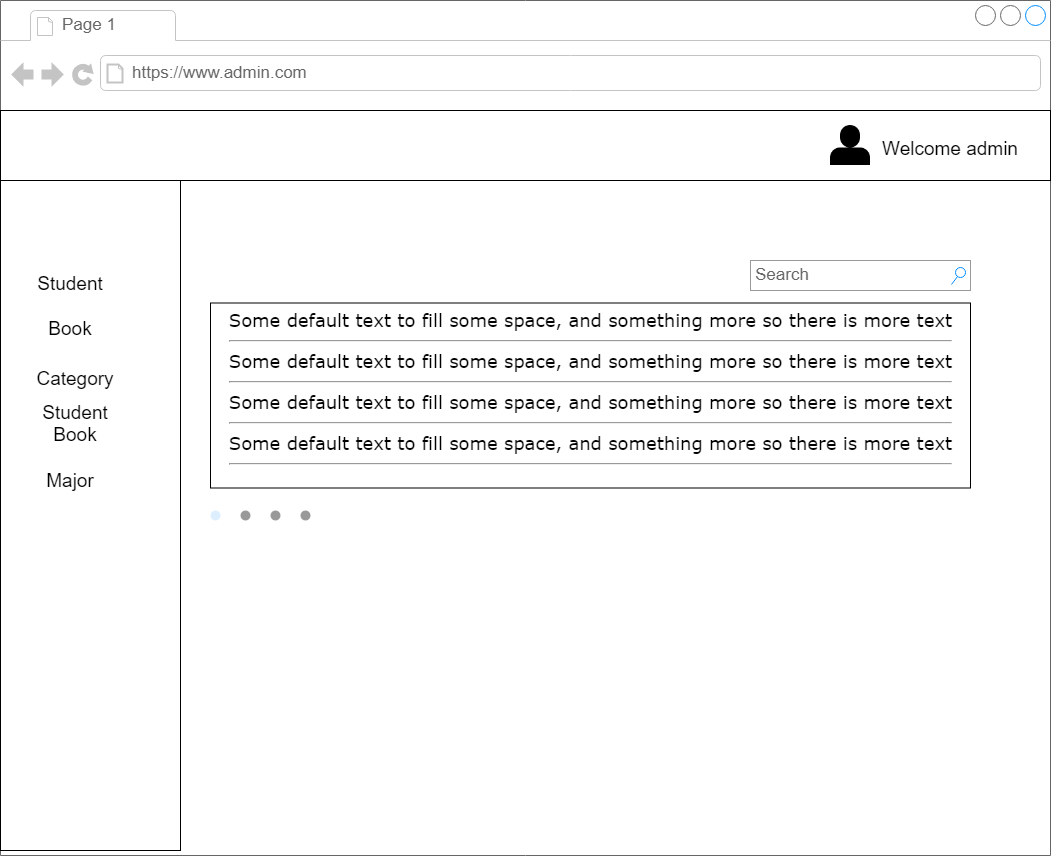 Page 1
https://www.admin.com
Welcome admin
Student
Book
Category
Student
Book
Major
Search
Some default text to fill some space, and something more so there is more text
Some default text to fill some space, and something more so there is more text
Some default text to fill some space, and something more so there is more text
Some default text to fill some space, and something more so there is more text